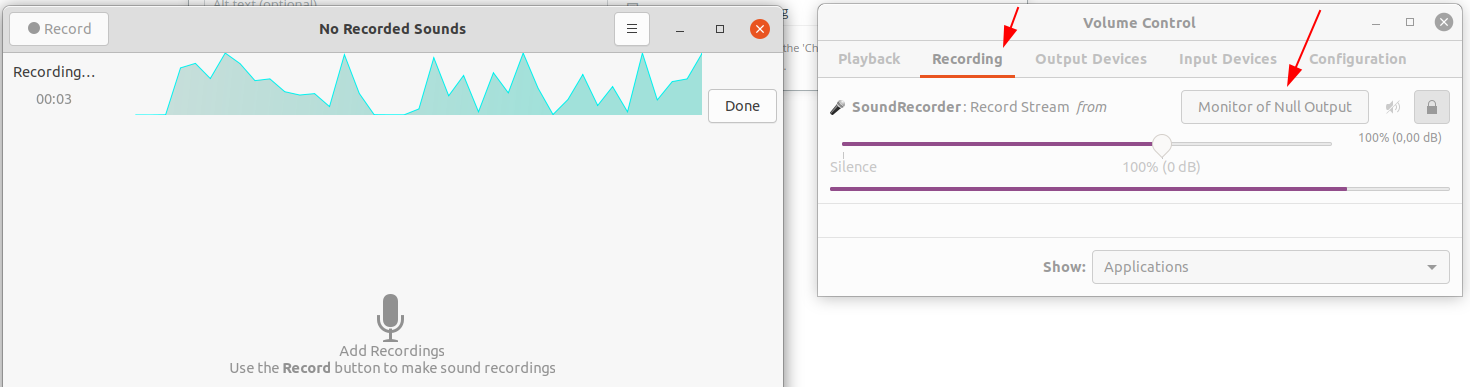 Alt text (optional)
Record
No Recorded Sounds
Recording…
00:03
Done
Add Recordings
Use the Record button to make sound recordings
the 'Ch
Volume Control
Playback
Recording
Output Devices
Input Devices
Configuration
SoundRecorder: Record Stream from
Monitor of Null Output
100% (0,00 dB)
Silence
100% (0 dB)
Show:
Applications